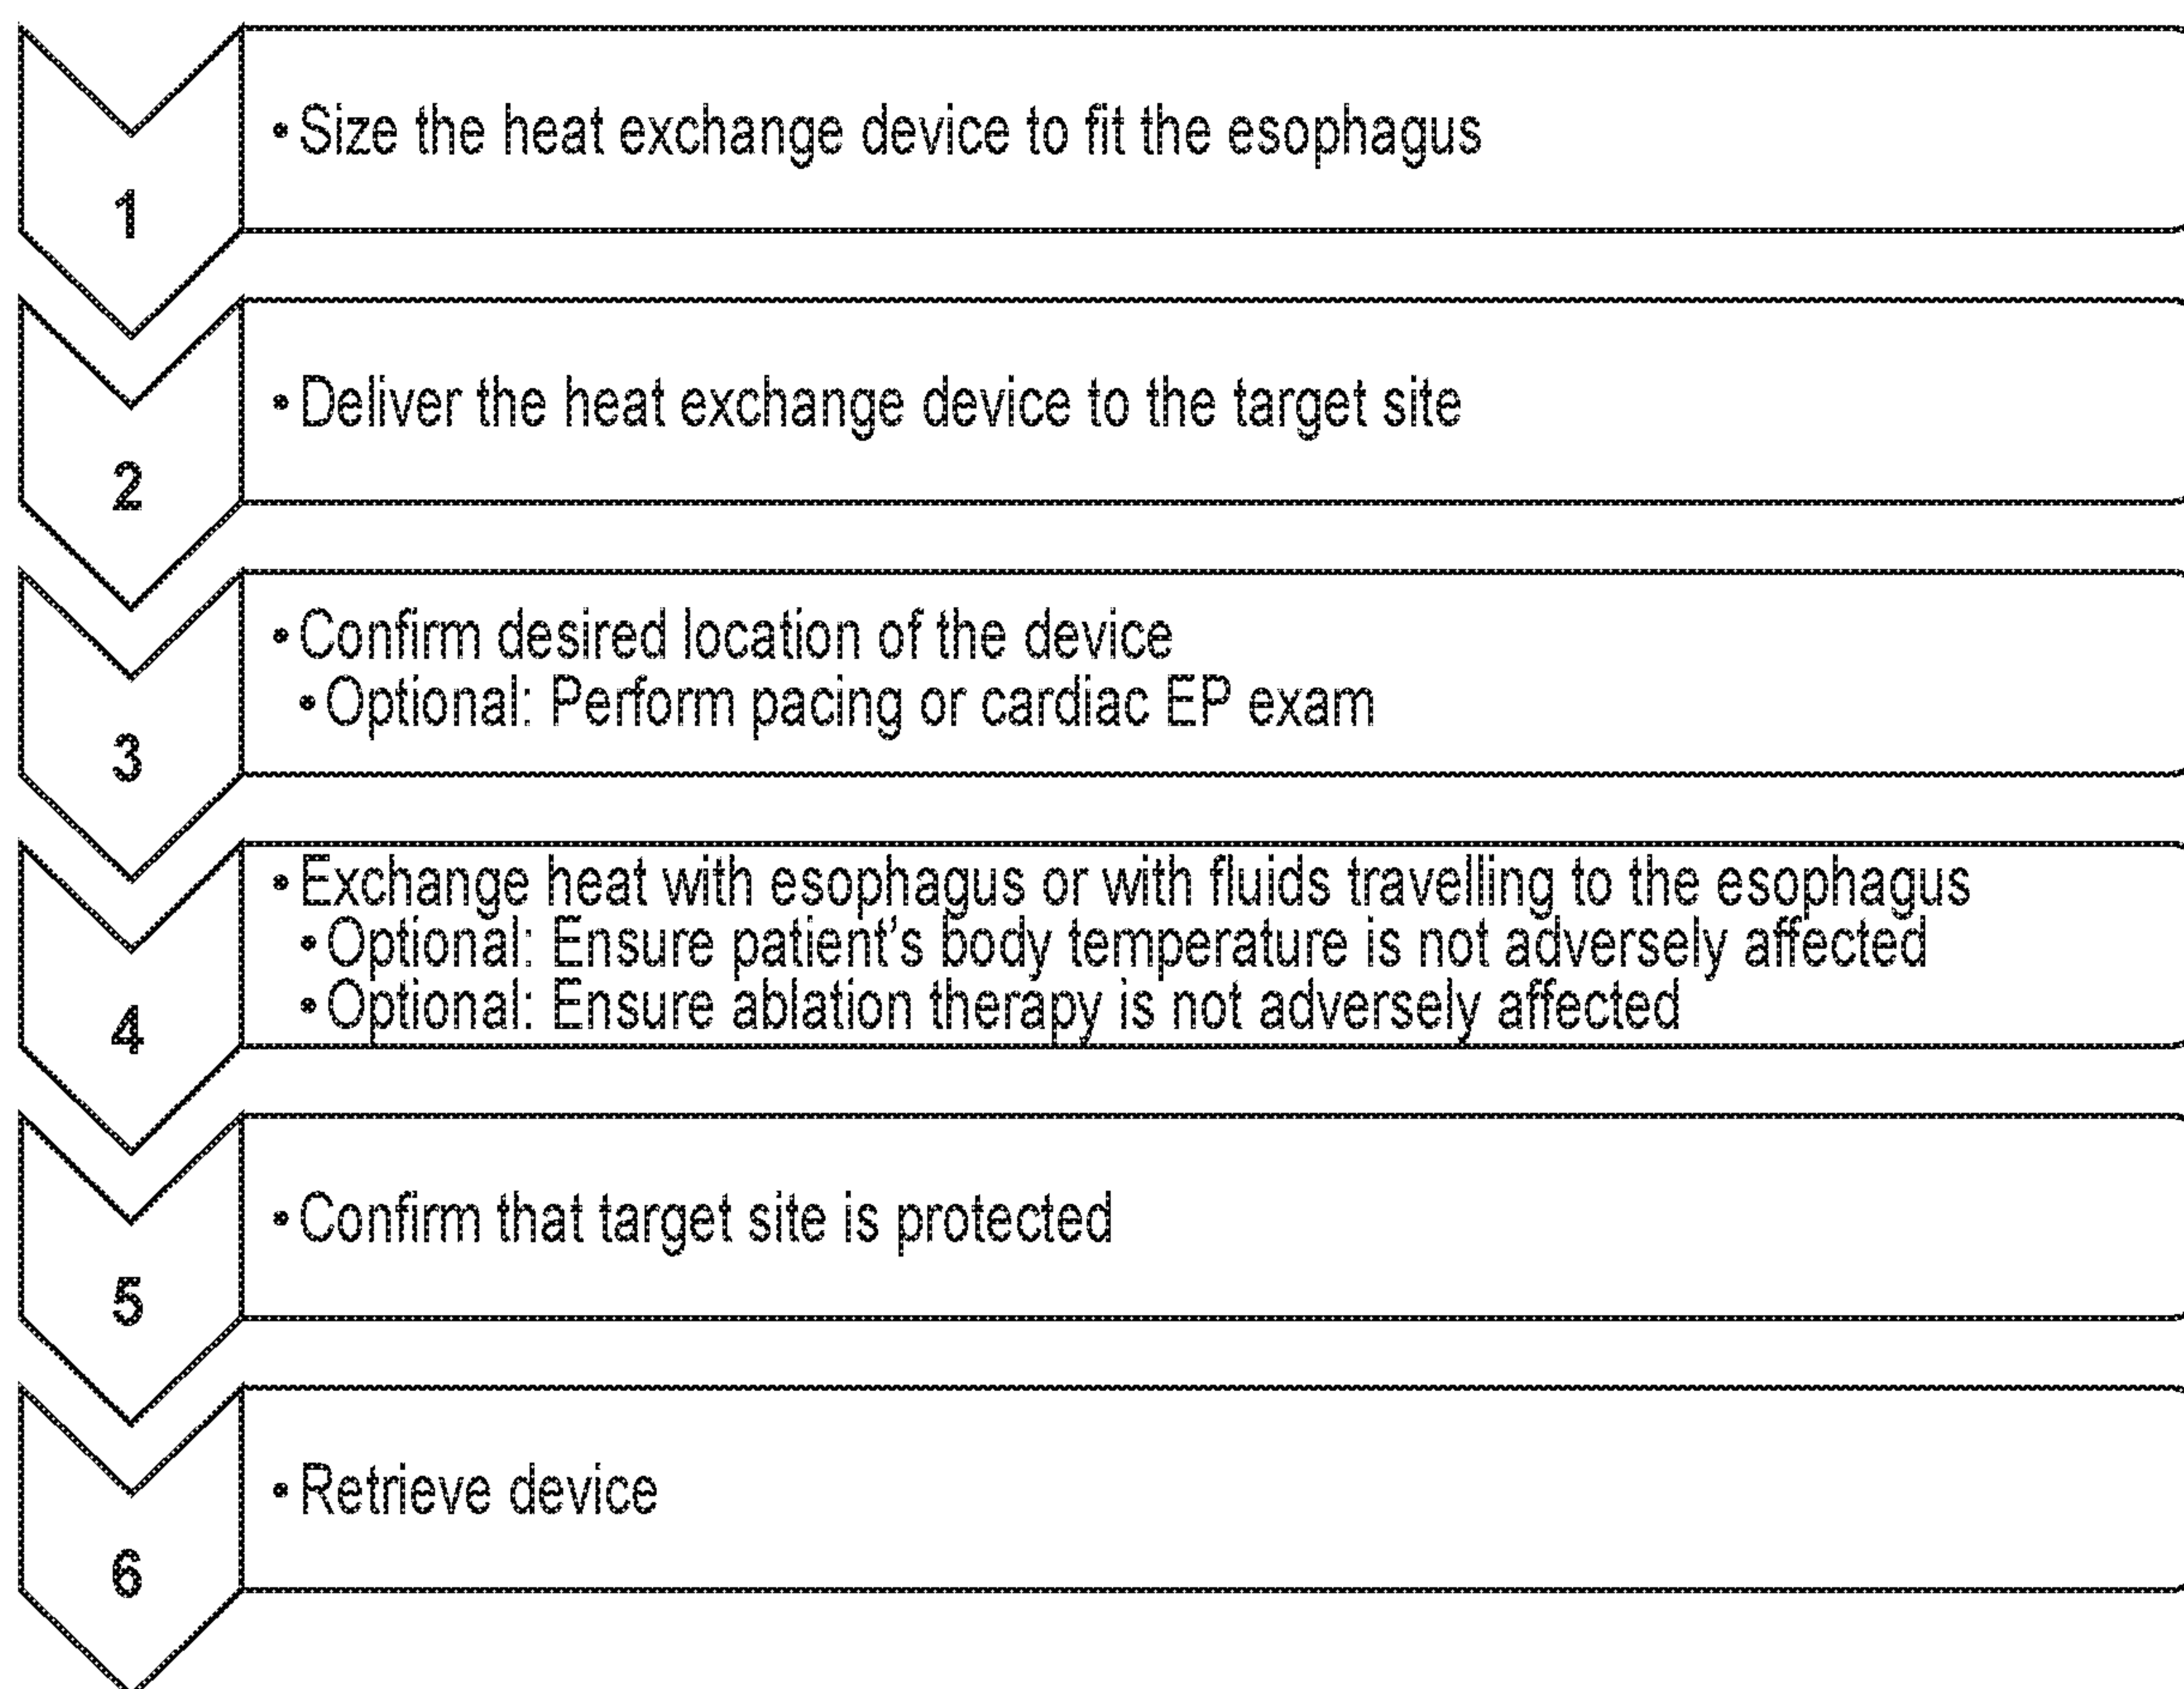 1
• Size the heat exchange device to fit the esophagus
2
• Deliver the heat exchange device to the target site
3
• Confirm desired location of the device
• Optional: Perform pacing or cardiac EP exam
4
• Exchange heat with esophagus or with fluids travelling to the esophagus
• Optional: Ensure patient's body temperature is not adversely affected
• Optional: Ensure ablation therapy is not adversely affected
5
• Confirm that target site is protected
6
• Retrieve device